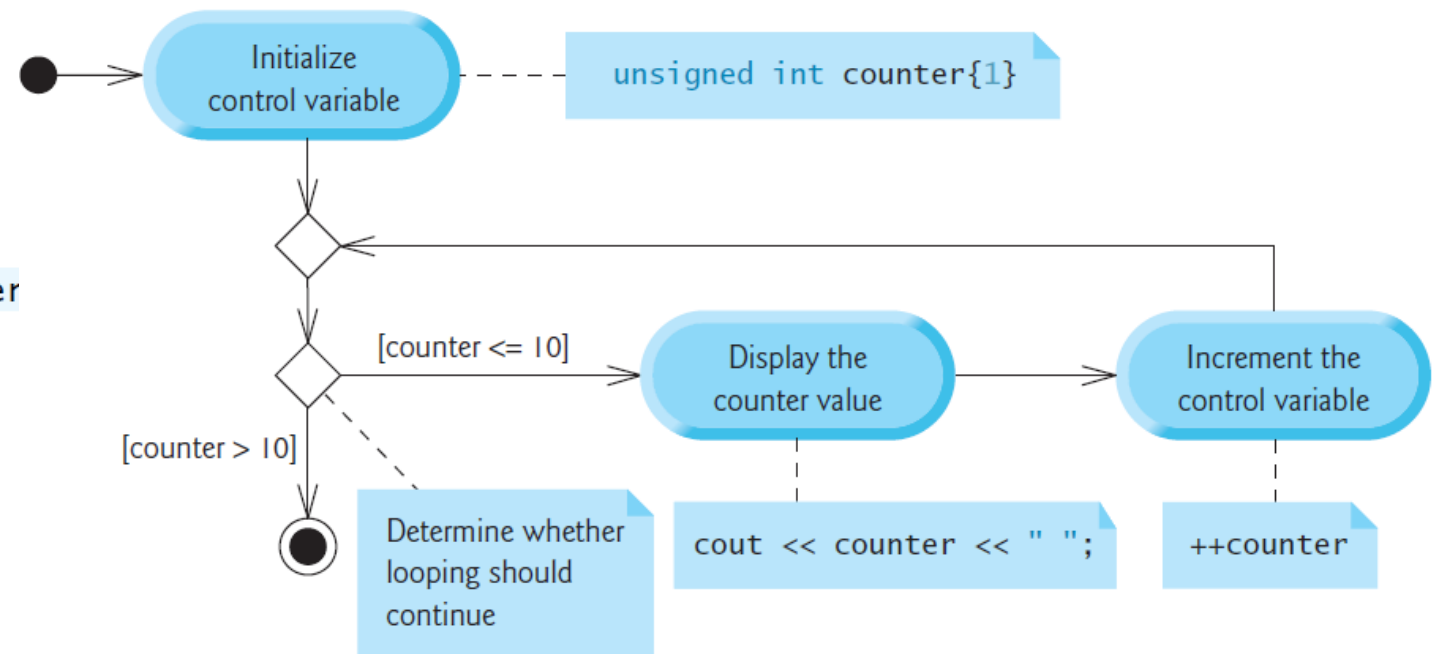 Initialize
control variable
unsigned int counter{1}
er
[counter <= 10]
Display the
counter value
Increment the
control variable
[counter > 10]
Determine whether
looping should
continue
cout << counter << " ";
++counter